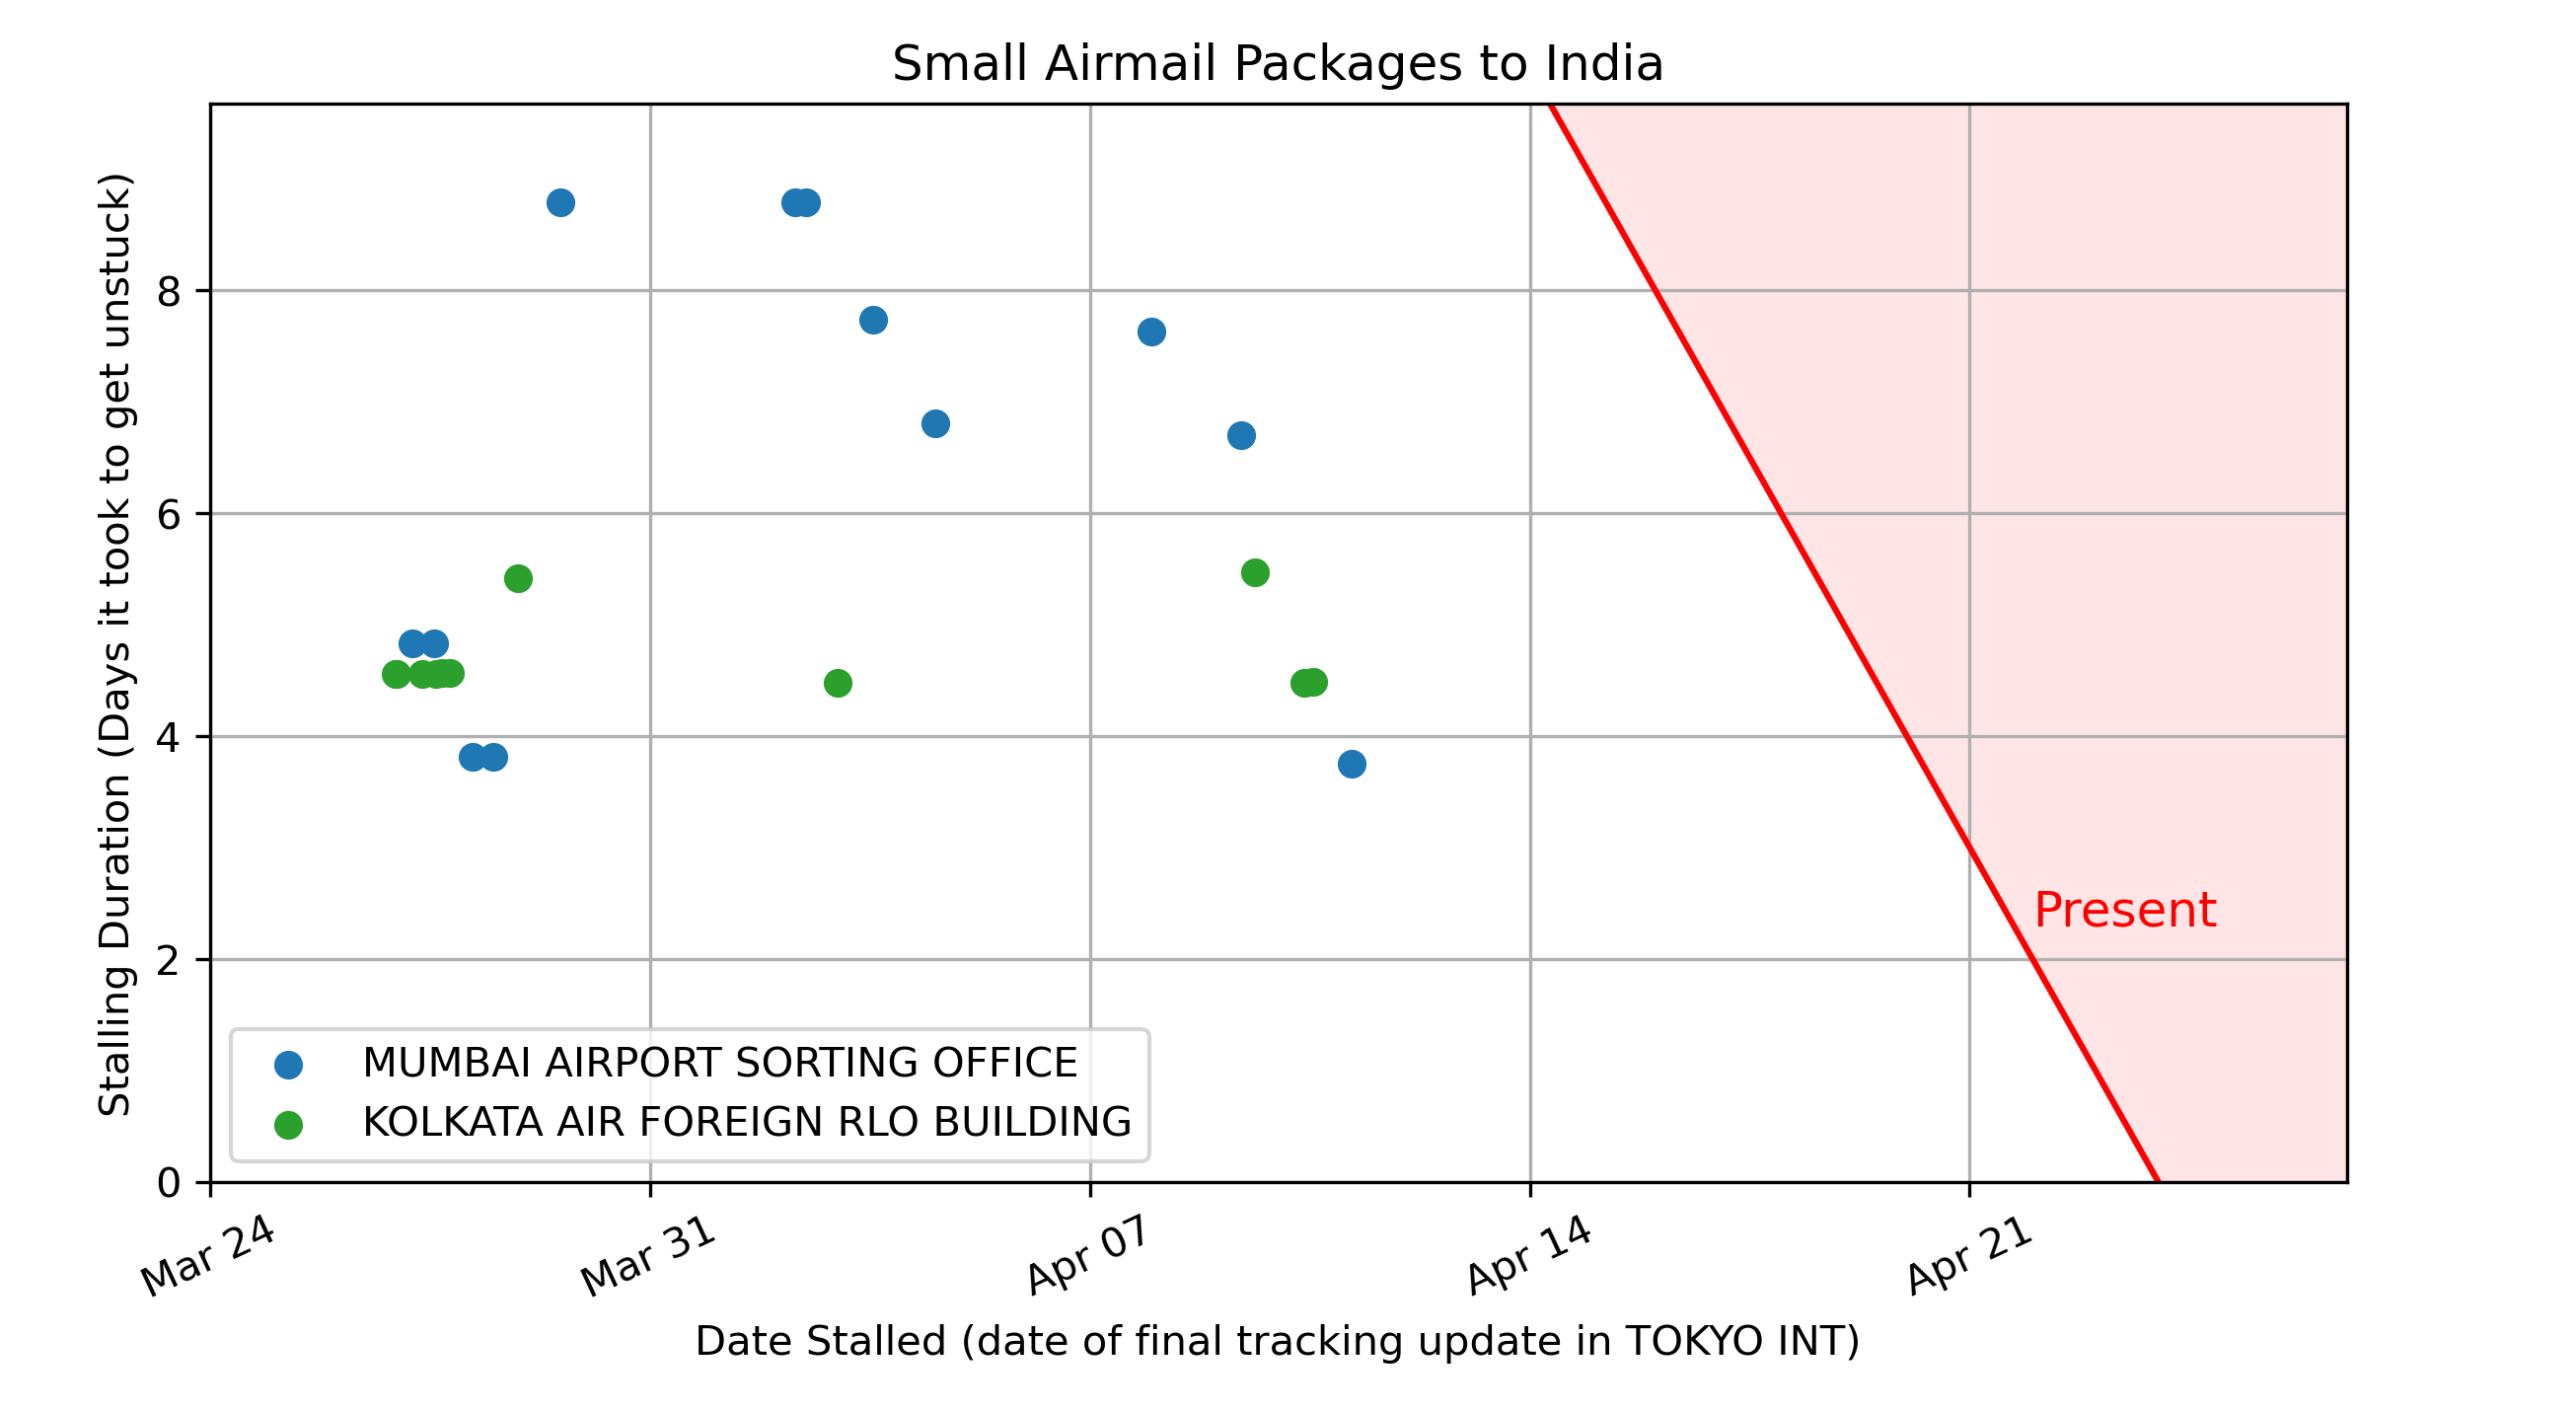 Small Airmail Packages to India
Stalling Duration (Days it took to get unstuck)
8
6
4
2
0
Present
MUMBAI AIRPORT SORTING OFFICE
KOLKATA AIR FOREIGN RLO BUILDING
Mar 24
Mar 31
Apr 07
Apr 14
Apr 21
Date Stalled (date of final tracking update in TOKYO INT)